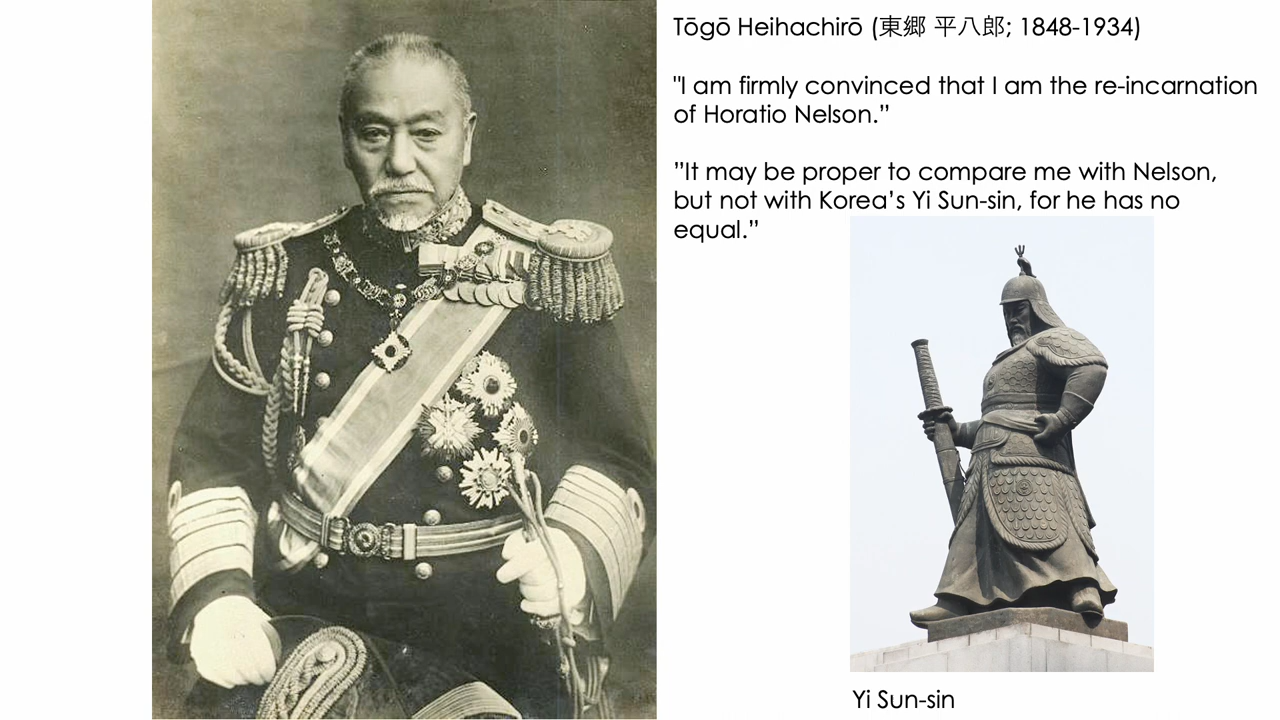 Tōgō Heihachirō (東郷 平八郎; 1848-1934)
"I am firmly convinced that I am the re-incarnation
of Horatio Nelson.”
”It may be proper to compare me with Nelson,
but not with Korea’s Yi Sun-sin, for he has no
equal.”
Yi Sun-sin